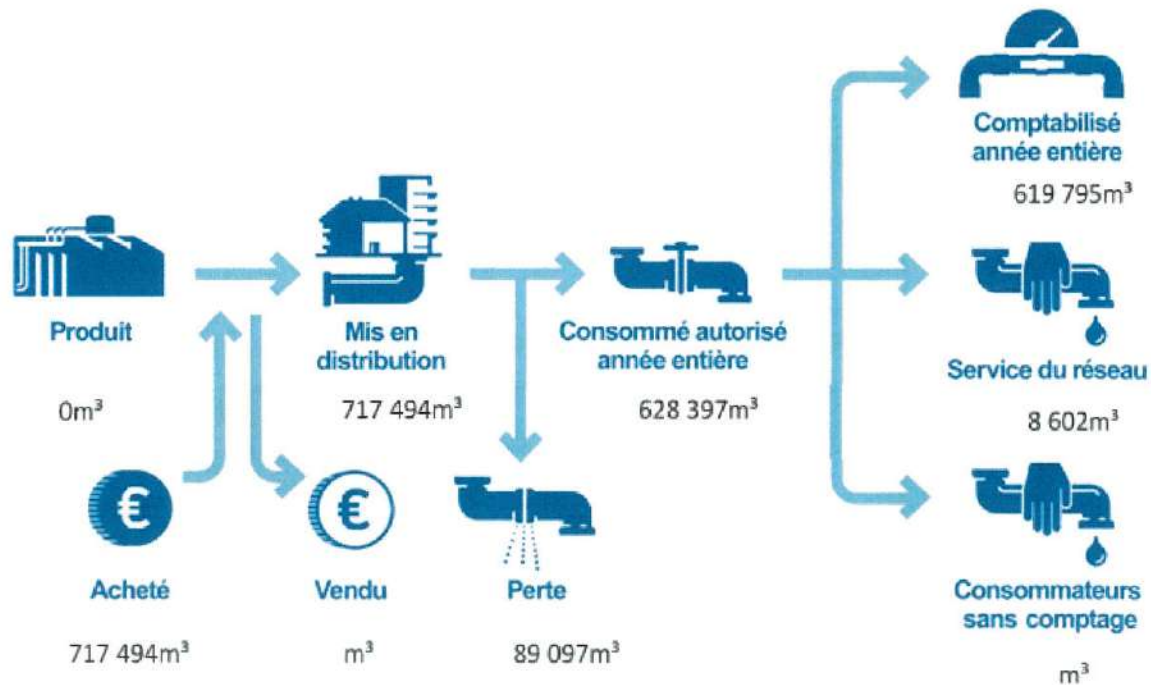 Comptabilisé
année entière
619 795m³
Produit
0m³
Mis en
distribution
717 494m³
Consommé autorisé
année entière
628 397m³
Service du réseau
8 602m³
€
Acheté
717 494m³
€
Vendu
m³
Perte
89 097m³
Consommateurs
sans comptage
m³